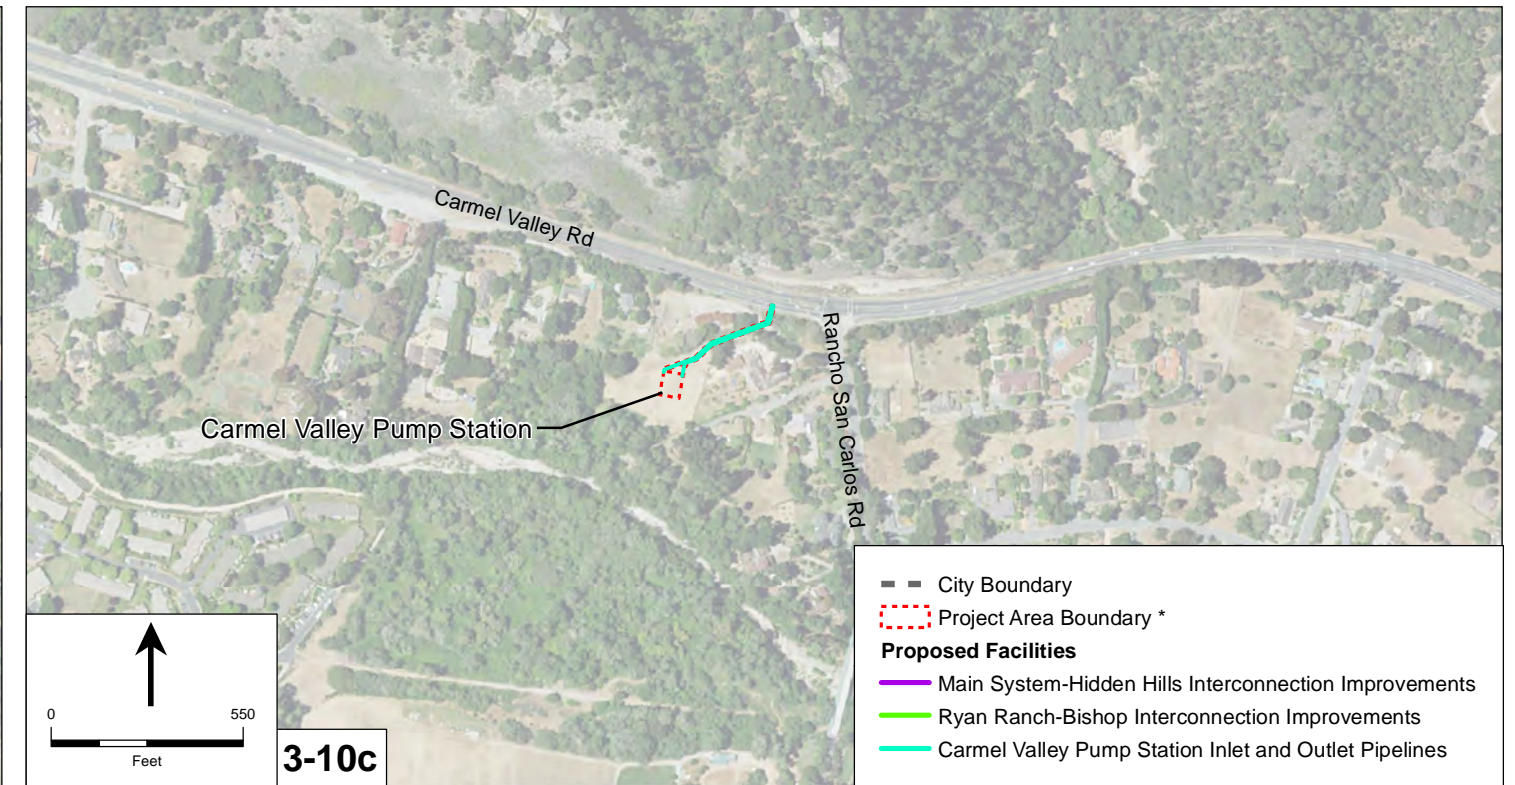 Carmel Valley Rd
Rancho San Carlos Rd
Carmel Valley Pump Station
City Boundary
Project Area Boundary *
Proposed Facilities
Main System-Hidden Hills Interconnection Improvements
Ryan Ranch-Bishop Interconnection Improvements
Carmel Valley Pump Station Inlet and Outlet Pipelines
0 550
Feet
3-10c